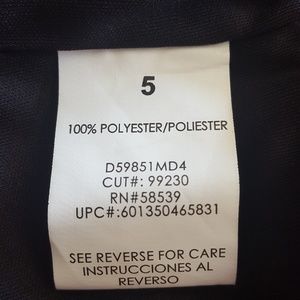 5
100% POLYESTER/POLIESTER
D59851MD4
CUT#: 99230
RN#58539
UPC#:601350465831
SEE REVERSE FOR CARE
INSTRUCCIONES AL
REVERSO